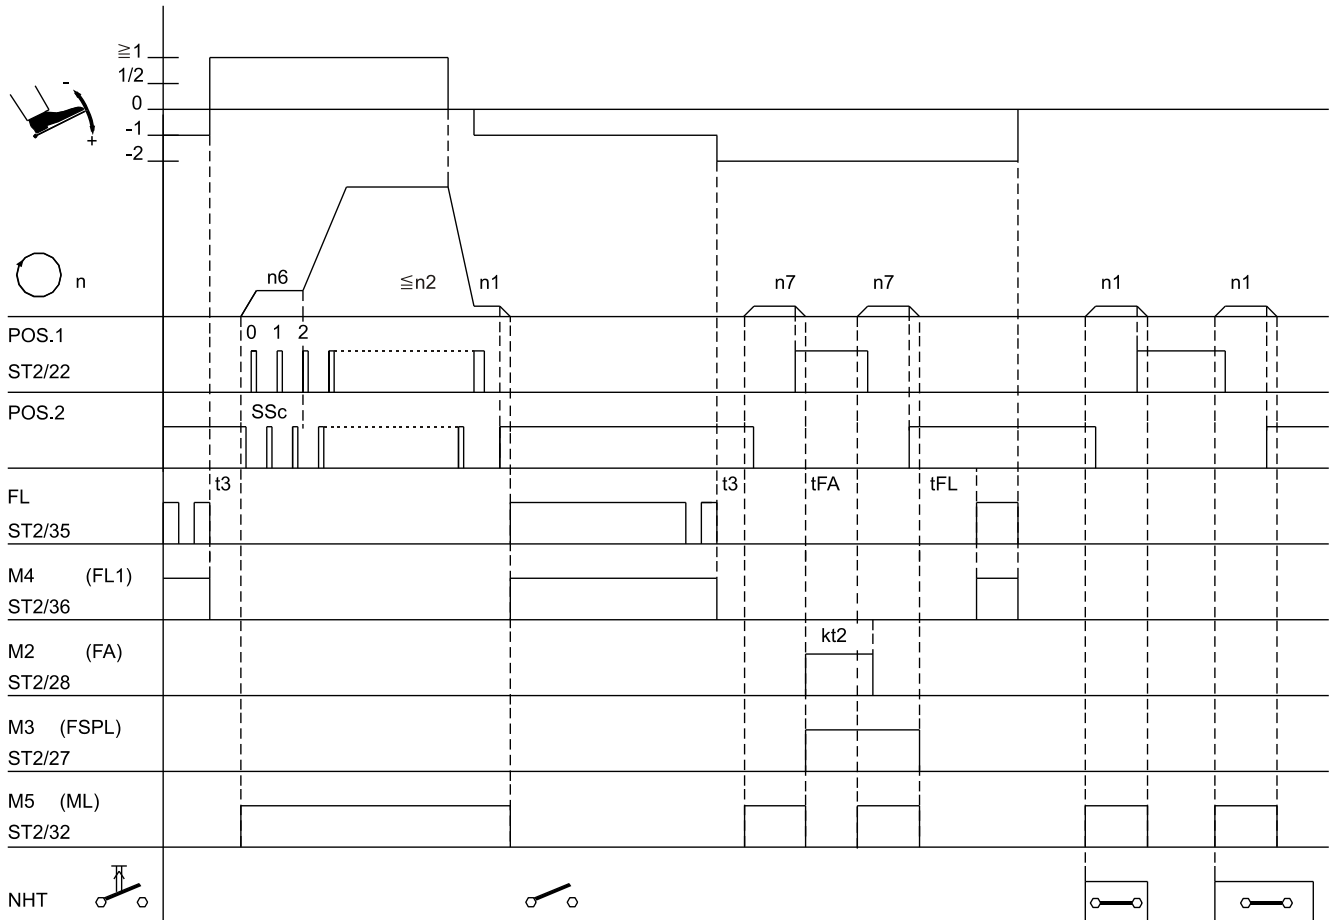 ≧1
1/2
0
-1
-2
-
+
n
n6
≦n2
n1
n7
n7
n1
n1
POS.1
0 1 2
ST2/22
POS.2
SSc
FL
t3
t3
tFA
tFL
ST2/35
M4 (FL1)
ST2/36
M2 (FA)
kt2
ST2/28
M3 (FSPL)
ST2/27
M5 (ML)
ST2/32
NHT